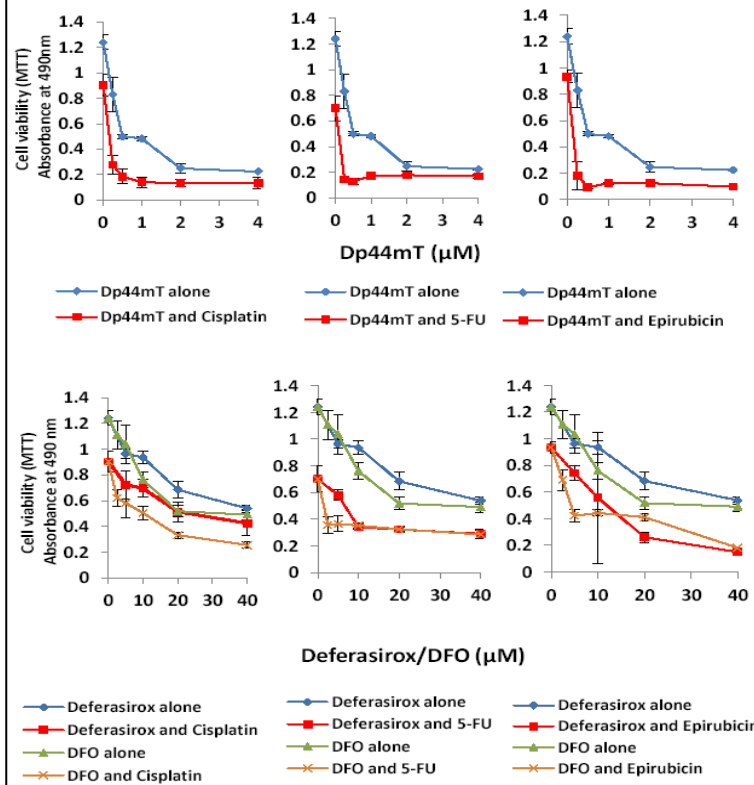 Cell viability (MTT)
Absorbance at 490nm
1.4 1.4 1.4
1.2 1.2 1.2
1 1 1
0.8 0.8 0.8
0.6 0.6 0.6
0.4 0.4 0.4
0.2 0.2 0.2
0 0 0
0 1 2 3 4 0 1 2 3 4 0 1 2 3 4
Dp44mT (μM)
Dp44mT alone Dp44mT alone Dp44mT alone
Dp44mT and Cisplatin Dp44mT and 5-FU Dp44mT and Epirubicin
Cell viability (MTT)
Absorbance at 490 nm
1.4 1.4 1.4
1.2 1.2 1.2
1 1 1
0.8 0.8 0.8
0.6 0.6 0.6
0.4 0.4 0.4
0.2 0.2 0.2
0 0 0
0 10 20 30 40 0 10 20 30 40 0 10 20 30 40
Deferasirox/DFO (μM)
Deferasirox alone Deferasirox alone Deferasirox alone
Deferasirox and Cisplatin Deferasirox and 5-FU Deferasirox and Epirubicin
DFO alone DFO alone DFO alone
DFO and Cisplatin DFO and 5-FU DFO and Epirubicin